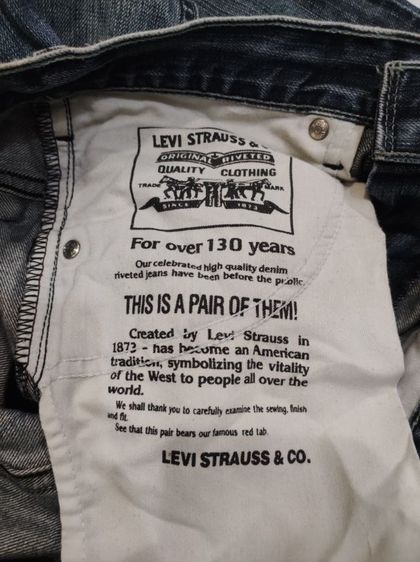 LEVI STRAUSS &
ORIGINAL RIVETED
QUALITY CLOTHING
TRADE MARK
SINCE 1873
For over 130 years
Our celebrated high quality denim
riveted jeans have been before the public.
THIS IS A PAIR OF THEM!
Created by Levi Strauss in
1873 - has become an American
tradition, symbolizing the vitality
of the West to people all over the
world.
We shall thank you to carefully examine the sewing, finish
and fit.
See that this pair bears our famous red tab.
LEVI STRAUSS & CO.